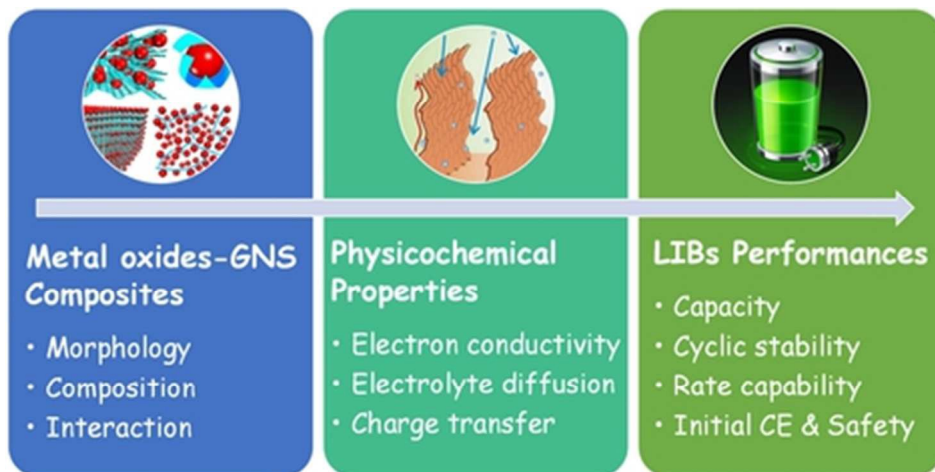 Metal oxides-GNS
Composites
• Morphology
• Composition
• Interaction
Physicochemical
Properties
• Electron conductivity
• Electrolyte diffusion
• Charge transfer
LIBs Performances
• Capacity
• Cyclic stability
• Rate capability
• Initial CE & Safety